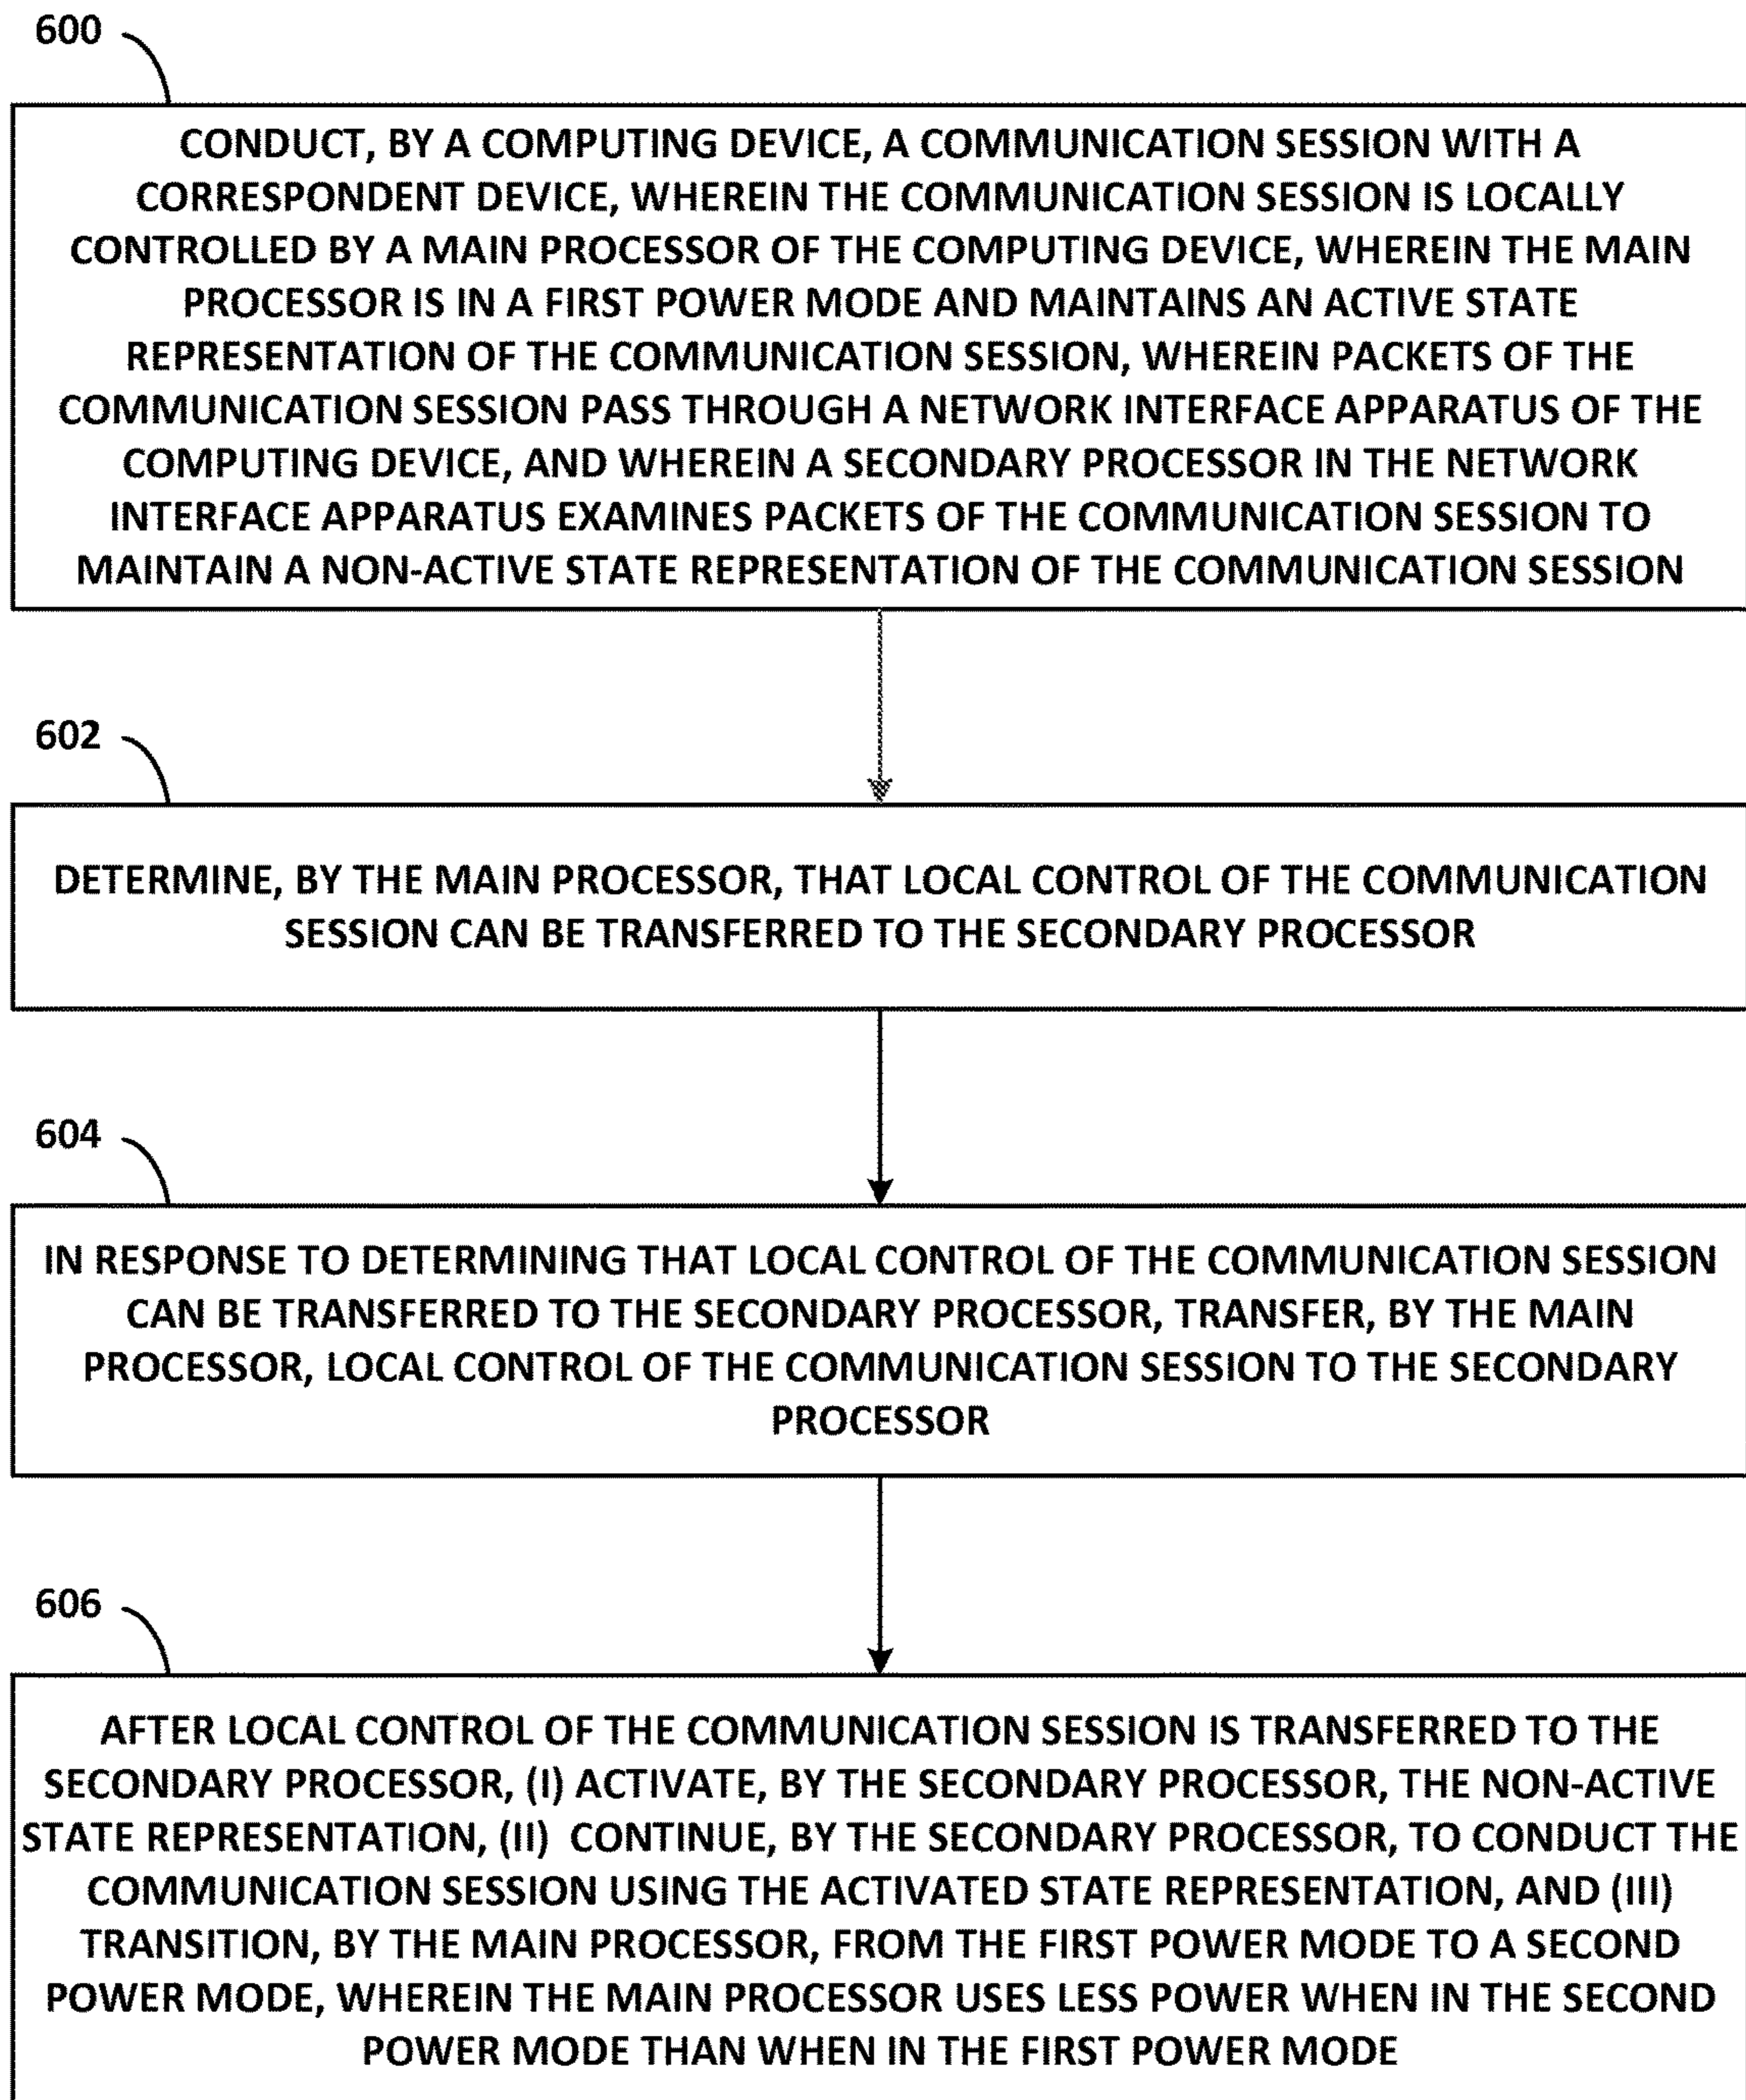 600
CONDUCT, BY A COMPUTING DEVICE, A COMMUNICATION SESSION WITH A
CORRESPONDENT DEVICE, WHEREIN THE COMMUNICATION SESSION IS LOCALLY
CONTROLLED BY A MAIN PROCESSOR OF THE COMPUTING DEVICE, WHEREIN THE MAIN
PROCESSOR IS IN A FIRST POWER MODE AND MAINTAINS AN ACTIVE STATE
REPRESENTATION OF THE COMMUNICATION SESSION, WHEREIN PACKETS OF THE
COMMUNICATION SESSION PASS THROUGH A NETWORK INTERFACE APPARATUS OF THE
COMPUTING DEVICE, AND WHEREIN A SECONDARY PROCESSOR IN THE NETWORK
INTERFACE APPARATUS EXAMINES PACKETS OF THE COMMUNICATION SESSION TO
MAINTAIN A NON-ACTIVE STATE REPRESENTATION OF THE COMMUNICATION SESSION
602
DETERMINE, BY THE MAIN PROCESSOR, THAT LOCAL CONTROL OF THE COMMUNICATION
SESSION CAN BE TRANSFERRED TO THE SECONDARY PROCESSOR
604
IN RESPONSE TO DETERMINING THAT LOCAL CONTROL OF THE COMMUNICATION SESSION
CAN BE TRANSFERRED TO THE SECONDARY PROCESSOR, TRANSFER, BY THE MAIN
PROCESSOR, LOCAL CONTROL OF THE COMMUNICATION SESSION TO THE SECONDARY
PROCESSOR
606
AFTER LOCAL CONTROL OF THE COMMUNICATION SESSION IS TRANSFERRED TO THE
SECONDARY PROCESSOR, (I) ACTIVATE, BY THE SECONDARY PROCESSOR, THE NON-ACTIVE
STATE REPRESENTATION, (II) CONTINUE, BY THE SECONDARY PROCESSOR, TO CONDUCT THE
COMMUNICATION SESSION USING THE ACTIVATED STATE REPRESENTATION, AND (III)
TRANSITION, BY THE MAIN PROCESSOR, FROM THE FIRST POWER MODE TO A SECOND
POWER MODE, WHEREIN THE MAIN PROCESSOR USES LESS POWER WHEN IN THE SECOND
POWER MODE THAN WHEN IN THE FIRST POWER MODE